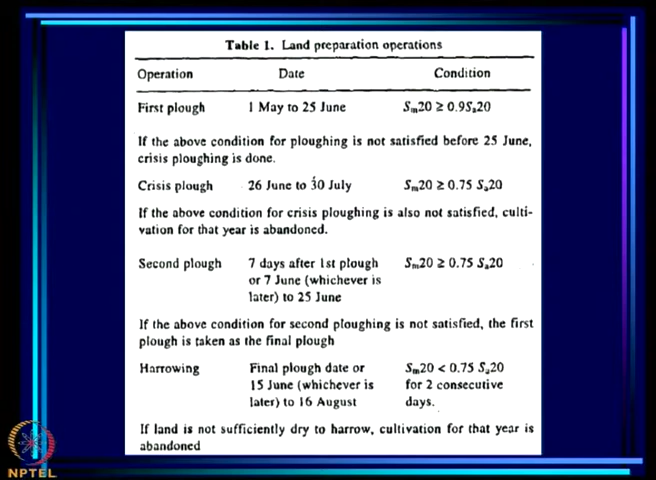 Table 1. Land preparation operations
Operation Date Condition
First plough 1 May to 25 June Sm20 ≥ 0.9Sa20
If the above condition for ploughing is not satisfied before 25 June,
crisis ploughing is done.
Crisis plough 26 June to 30 July Sm20 ≥ 0.75 Sa20
If the above condition for crisis ploughing is also not satisfied, culti-
vation for that year is abandoned.
Second plough 7 days after 1st plough Sm20 ≥ 0.75 Sa20
or 7 June (whichever is
later) to 25 June
If the above condition for second ploughing is not satisfied, the first
plough is taken as the final plough
Harrowing Final plough date or Sm20 < 0.75 Sa20
15 June (whichever is for 2 consecutive
later) to 16 August days.
If land is not sufficiently dry to harrow, cultivation for that year is
abandoned
NPTEL